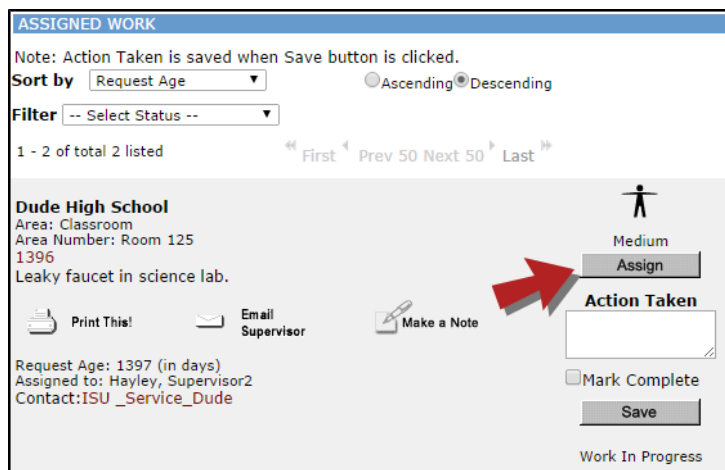 ASSIGNED WORK
Note: Action Taken is saved when Save button is clicked.
Sort by Request Age Ascending Descending
Filter -- Select Status --
1 - 2 of total 2 listed First Prev 50 Next 50 Last
Dude High School
Area: Classroom
Area Number: Room 125
1396
Leaky faucet in science lab.
Print This!
Email
Supervisor
Make a Note
Request Age: 1397 (in days)
Assigned to: Hayley, Supervisor2
Contact:ISU _Service_Dude
Medium
Assign
Action Taken
Mark Complete
Save
Work In Progress